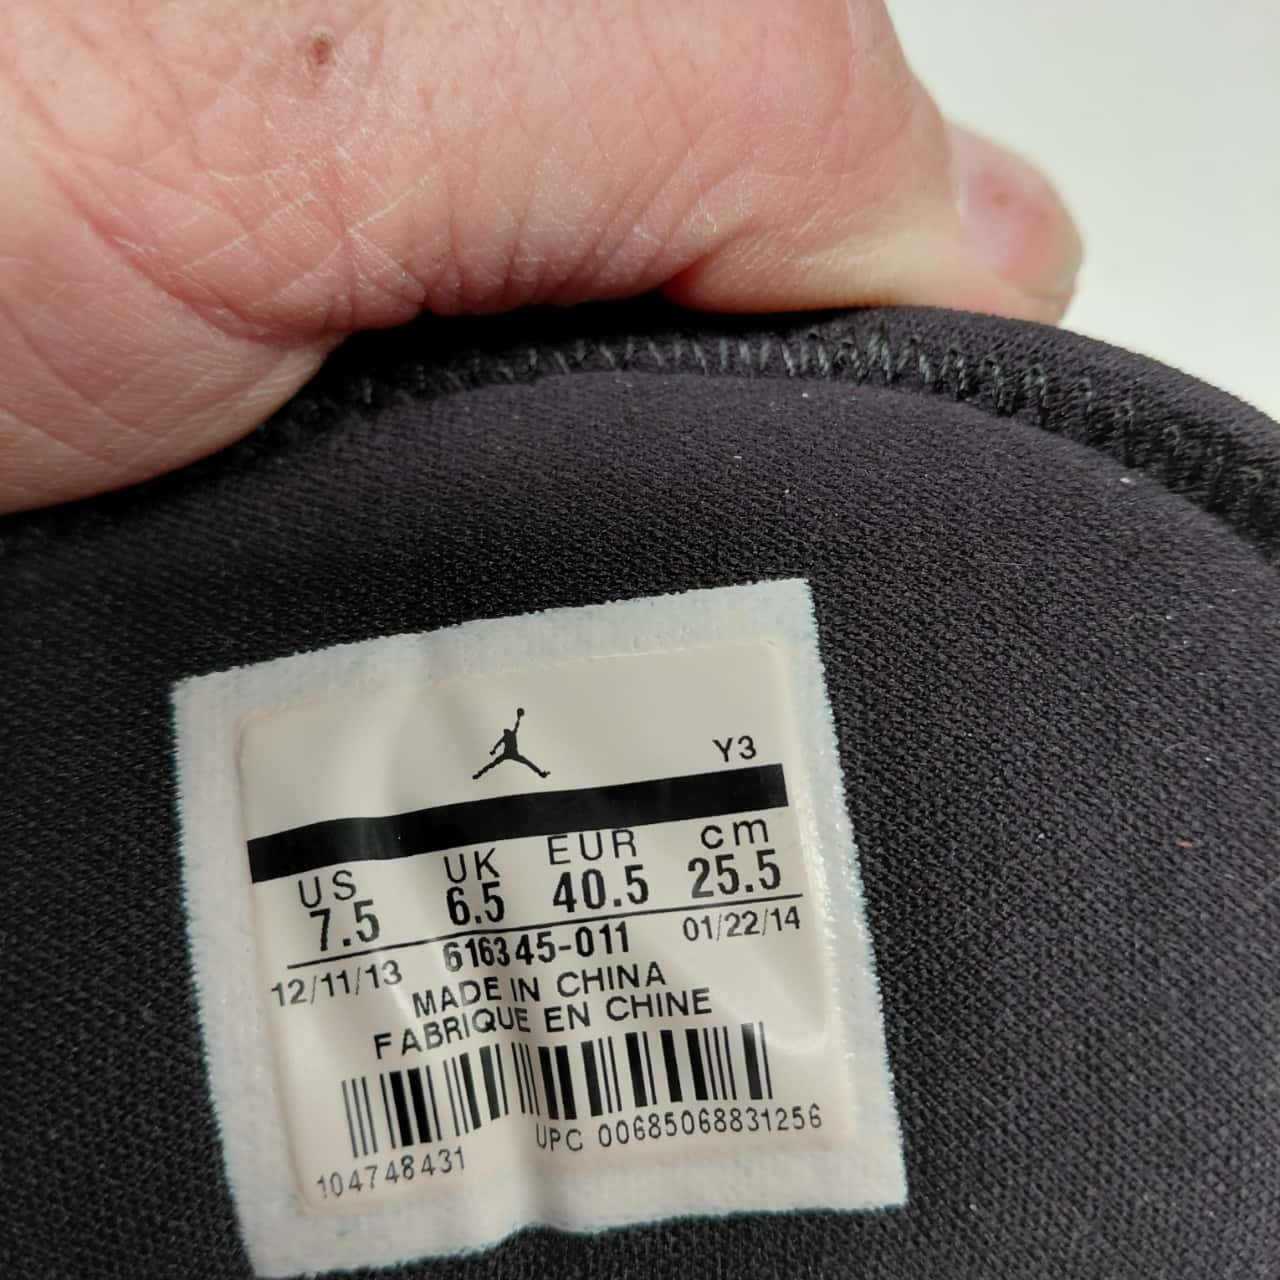 Y3
US UK EUR cm
7.5 6.5 40.5 25.5
12/11/13 616345-011 01/22/14
MADE IN CHINA
FABRIQUE EN CHINE
104748431 UPC 00685068831256